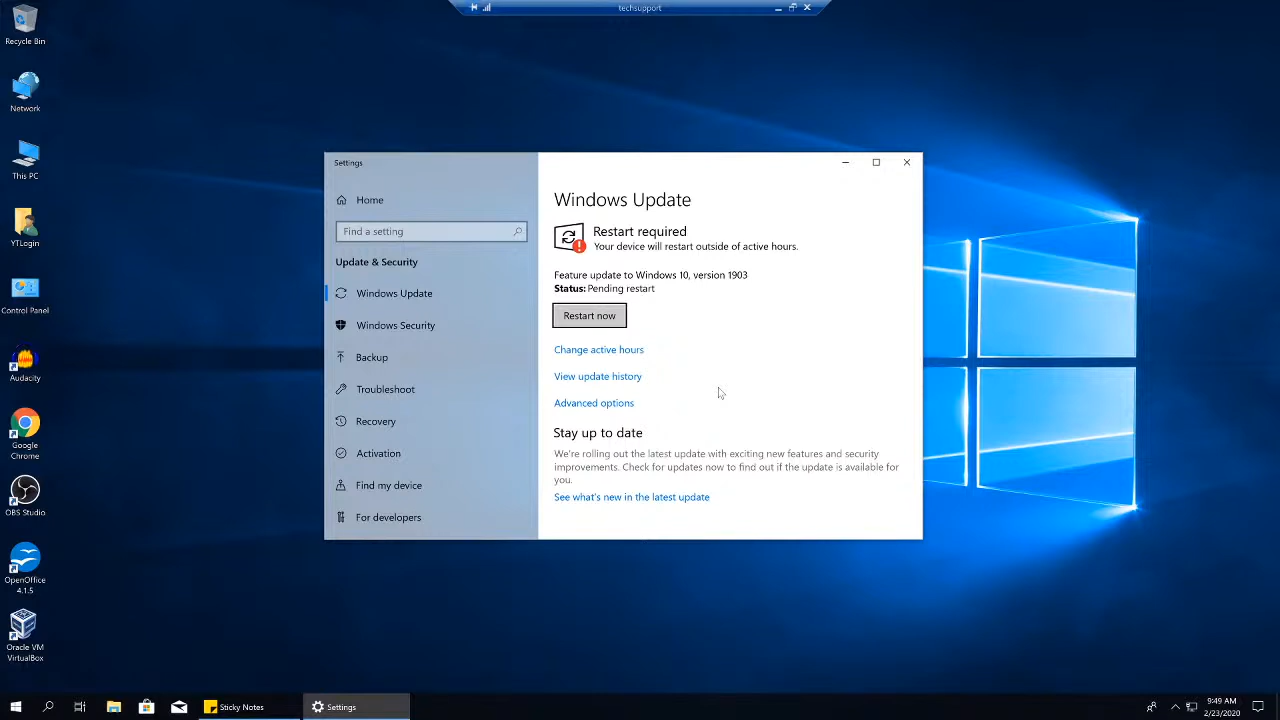 techsupport
Recycle Bin
Network
This PC
YTLogin
Control Panel
Audacity
Google
Chrome
OBS Studio
OpenOffice
4.1.5
Oracle VM
VirtualBox
Settings
Home
Find a setting
Update & Security
Windows Update
Windows Security
Backup
Troubleshoot
Recovery
Activation
Find my device
For developers
Windows Update
Restart required
Your device will restart outside of active hours.
Feature update to Windows 10, version 1903
Status: Pending restart
Restart now
Change active hours
View update history
Advanced options
Stay up to date
We're rolling out the latest update with exciting new features and security
improvements. Check for updates now to find out if the update is available for
you.
See what's new in the latest update
Sticky Notes
Settings
9:49 AM
2/23/2020